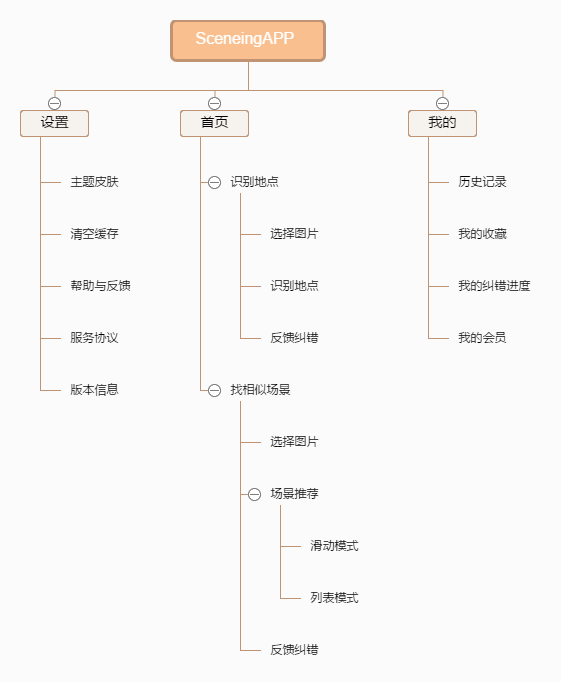 SceneingAPP
设置
主题皮肤
清空缓存
帮助与反馈
服务协议
版本信息
首页
识别地点
选择图片
识别地点
反馈纠错
找相似场景
选择图片
场景推荐
滑动模式
列表模式
反馈纠错
我的
历史记录
我的收藏
我的纠错进度
我的会员